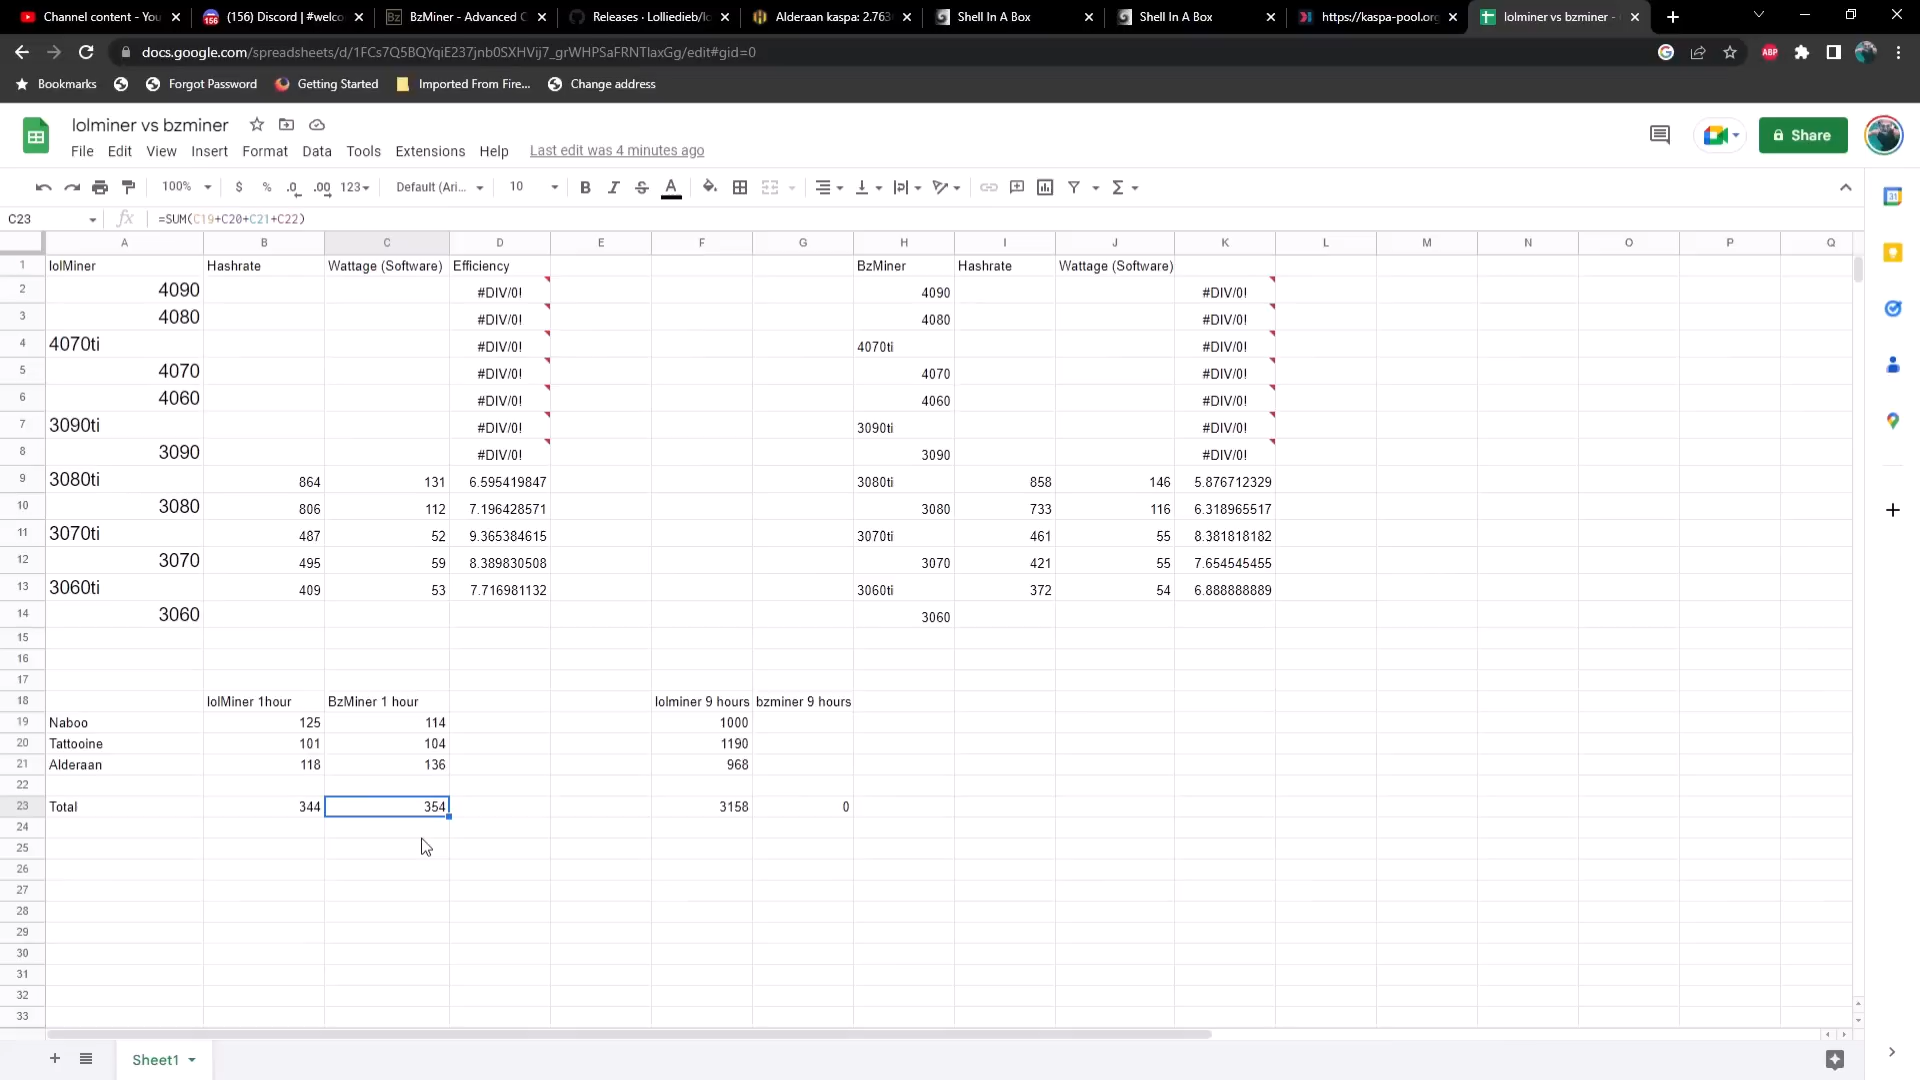 Channel content - You
(156) Discord | #welco
BzMiner - Advanced C
Releases · Lolliedieb/lo
Alderaan kaspa: 2.763
Shell In A Box
Shell In A Box
https://kaspa-pool.org
lolminer vs bzminer -
docs.google.com/spreadsheets/d/1FCs7Q5BQYqiE237jnb0SXHVij7_grWHPSaFRNTlaxGg/edit#gid=0
Bookmarks Forgot Password Getting Started Imported From Fire... Change address
lolminer vs bzminer
Share
File Edit View Insert Format Data Tools Extensions Help Last edit was 4 minutes ago
100% $ % .0 .00 123 Default (Ari... 10 B I S A
C23 fx =SUM(C19+C20+C21+C22)
A B C D E F G H I J K L M N O P Q
1 lolMiner Hashrate Wattage (Software) Efficiency BzMiner Hashrate Wattage (Software)
2 4090 #DIV/0! 4090 #DIV/0!
3 4080 #DIV/0! 4080 #DIV/0!
4 4070ti #DIV/0! 4070ti #DIV/0!
5 4070 #DIV/0! 4070 #DIV/0!
6 4060 #DIV/0! 4060 #DIV/0!
7 3090ti #DIV/0! 3090ti #DIV/0!
8 3090 #DIV/0! 3090 #DIV/0!
9 3080ti 864 131 6.595419847 3080ti 858 146 5.876712329
10 3080 806 112 7.196428571 3080 733 116 6.318965517
11 3070ti 487 52 9.365384615 3070ti 461 55 8.381818182
12 3070 495 59 8.389830508 3070 421 55 7.654545455
13 3060ti 409 53 7.716981132 3060ti 372 54 6.888888889
14 3060 3060
15
16
17
18 lolMiner 1hour BzMiner 1 hour lolminer 9 hours bzminer 9 hours
19 Naboo 125 114 1000
20 Tattooine 101 104 1190
21 Alderaan 118 136 968
22
23 Total 344 354 3158 0
24
25
26
27
28
29
30
31
32
33
Sheet1